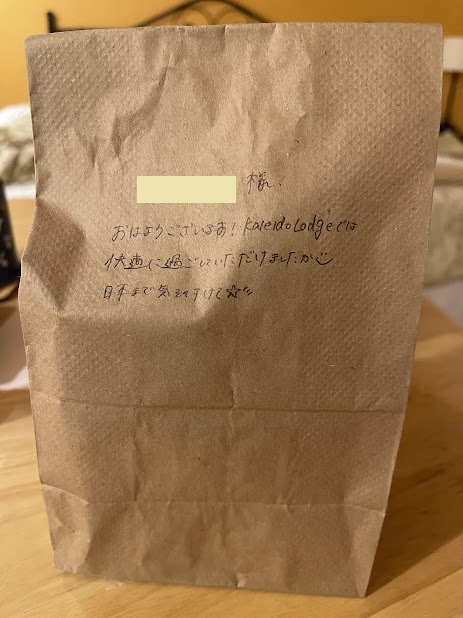 様.
おはようございます! Kaleido Lodgeでは
快適に過ごしていただけましたか☺
日本まで気をつけて☆彡